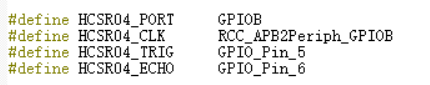 #define HCSR04_PORT     GPIOB
#define HCSR04_CLK      RCC_APB2Periph_GPIOB
#define HCSR04_TRIG     GPIO_Pin_5
#define HCSR04_ECHO     GPIO_Pin_6